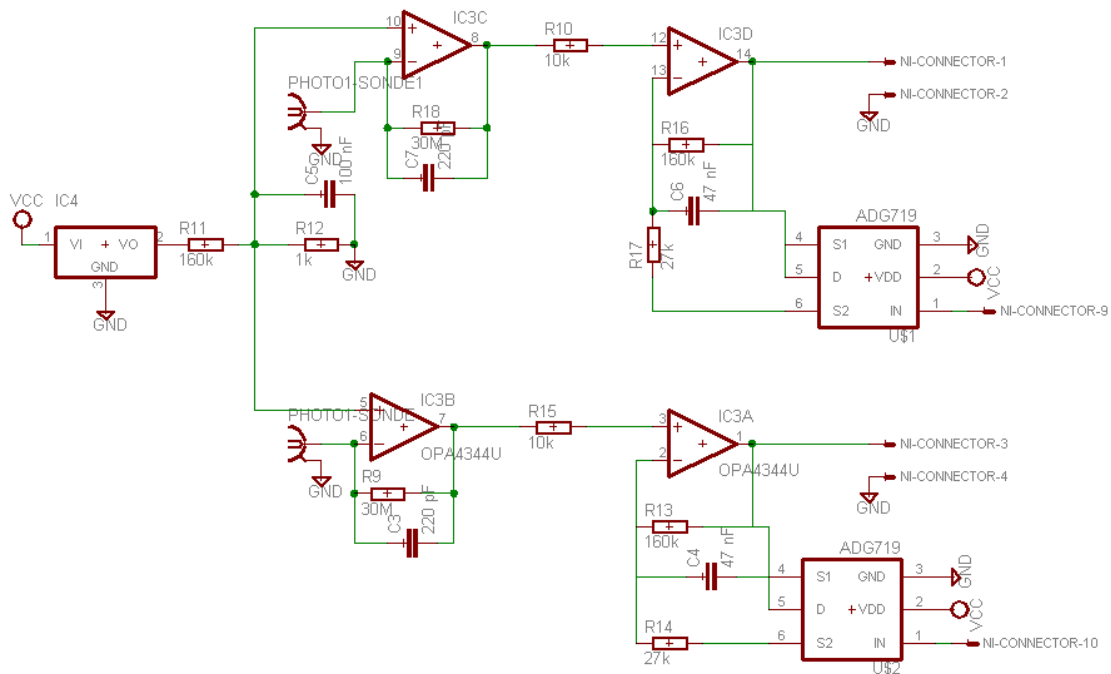 IC3C
10
9
8
R10
10k
IC3D
12
13
14
NI-CONNECTOR-1
NI-CONNECTOR-2
GND
PHOTO1-SONDE1
GND
R18
30M
C7
220 pF
C5
100 nF
R16
160k
C6
47 nF
R17
27k
VCC
IC4
1
VI
VO
2
GND
3
GND
R11
160k
R12
1k
GND
ADG719
4
S1
GND
3
GND
5
D
VDD
2
VCC
6
S2
IN
1
NI-CONNECTOR-9
U$1
PHOTO1-SONDE
GND
IC3B
5
6
7
OPA4344U
R9
30M
C3
220 pF
R15
10k
IC3A
3
2
1
OPA4344U
NI-CONNECTOR-3
NI-CONNECTOR-4
GND
R13
160k
C4
47 nF
R14
27k
ADG719
4
S1
GND
3
GND
5
D
VDD
2
VCC
6
S2
IN
1
NI-CONNECTOR-10
U$2